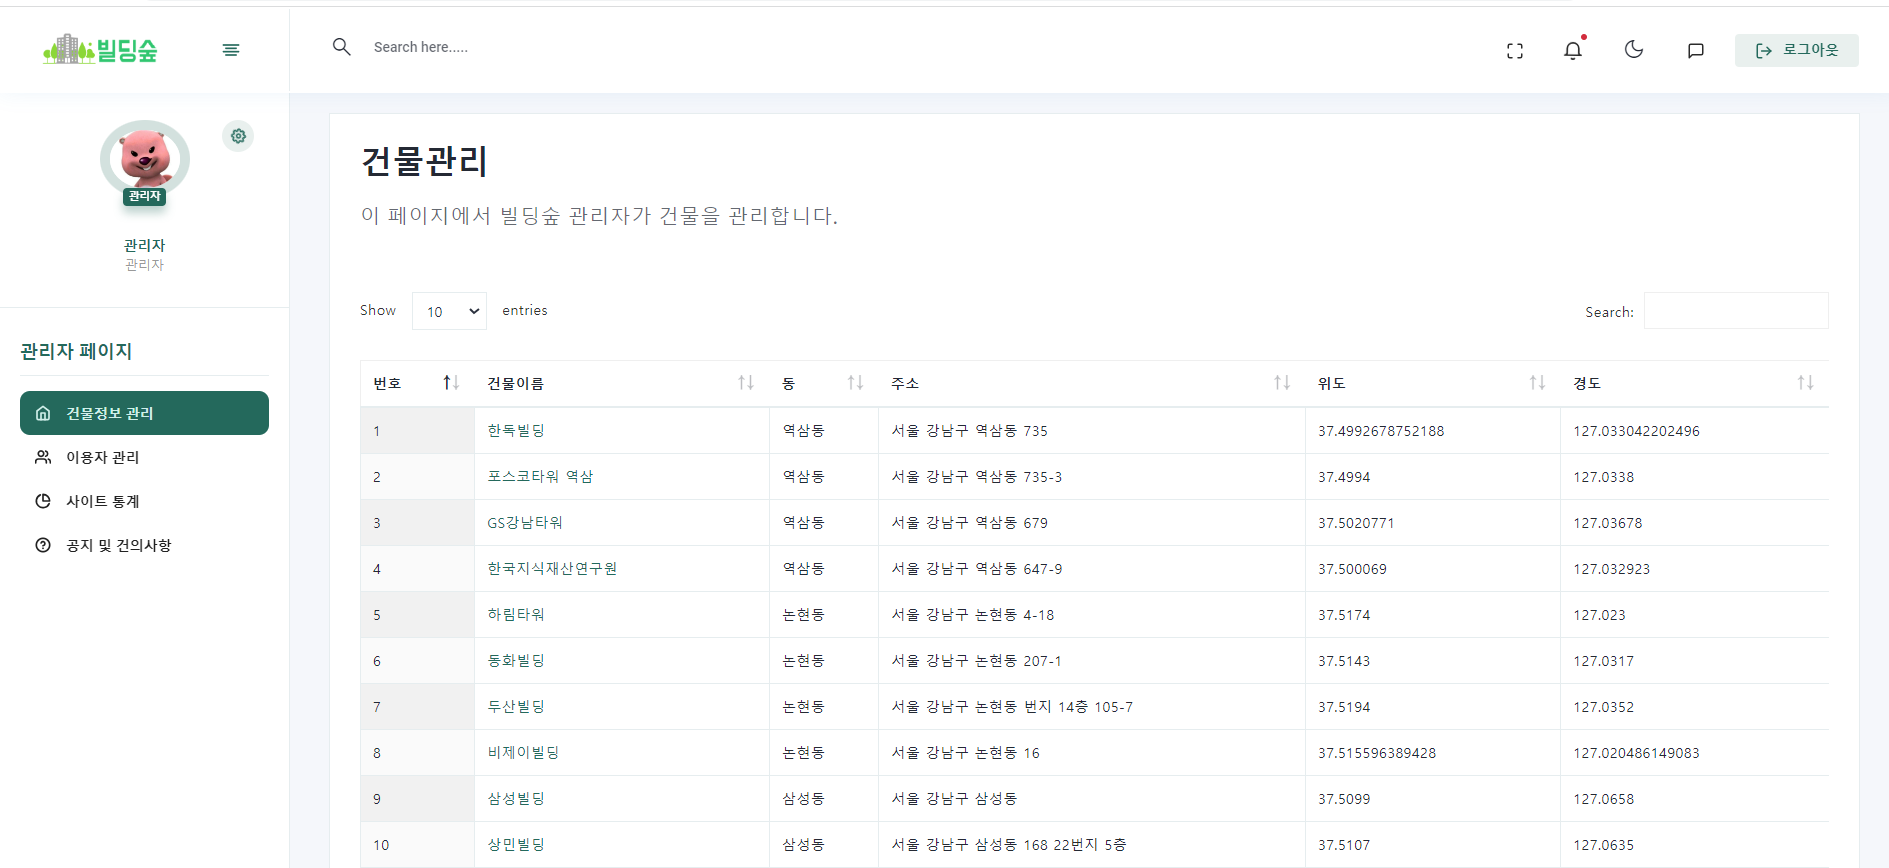 빌딩숲
Search here.....
로그아웃
관리자
관리자
관리자
관리자 페이지
건물정보 관리
이용자 관리
사이트 통계
공지 및 건의사항
건물관리
이 페이지에서 빌딩숲 관리자가 건물을 관리합니다.
Show 10 entries
Search:
번호 건물이름 동 주소 위도 경도
1 한독빌딩 역삼동 서울 강남구 역삼동 735 37.4992678752188 127.033042202496
2 포스코타워 역삼 역삼동 서울 강남구 역삼동 735-3 37.4994 127.0338
3 GS강남타워 역삼동 서울 강남구 역삼동 679 37.5020771 127.03678
4 한국지식재산연구원 역삼동 서울 강남구 역삼동 647-9 37.500069 127.032923
5 하림타워 논현동 서울 강남구 논현동 4-18 37.5174 127.023
6 동화빌딩 논현동 서울 강남구 논현동 207-1 37.5143 127.0317
7 두산빌딩 논현동 서울 강남구 논현동 번지 14층 105-7 37.5194 127.0352
8 비제이빌딩 논현동 서울 강남구 논현동 16 37.515596389428 127.020486149083
9 삼성빌딩 삼성동 서울 강남구 삼성동 37.5099 127.0658
10 상민빌딩 삼성동 서울 강남구 삼성동 168 22번지 5층 37.5107 127.0635